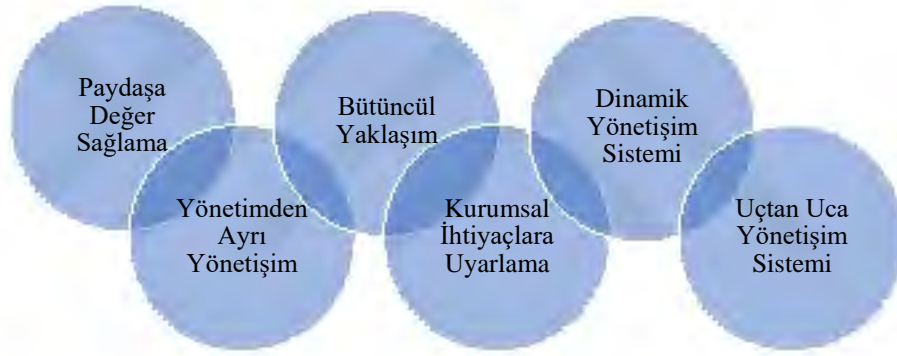 Paydaşa
Değer
Sağlama
Yönetimden
Ayrı
Yönetişim
Bütüncül
Yaklaşım
Kurumsal
İhtiyaçlara
Uyarlama
Dinamik
Yönetişim
Sistemi
Uçtan Uca
Yönetişim
Sistemi